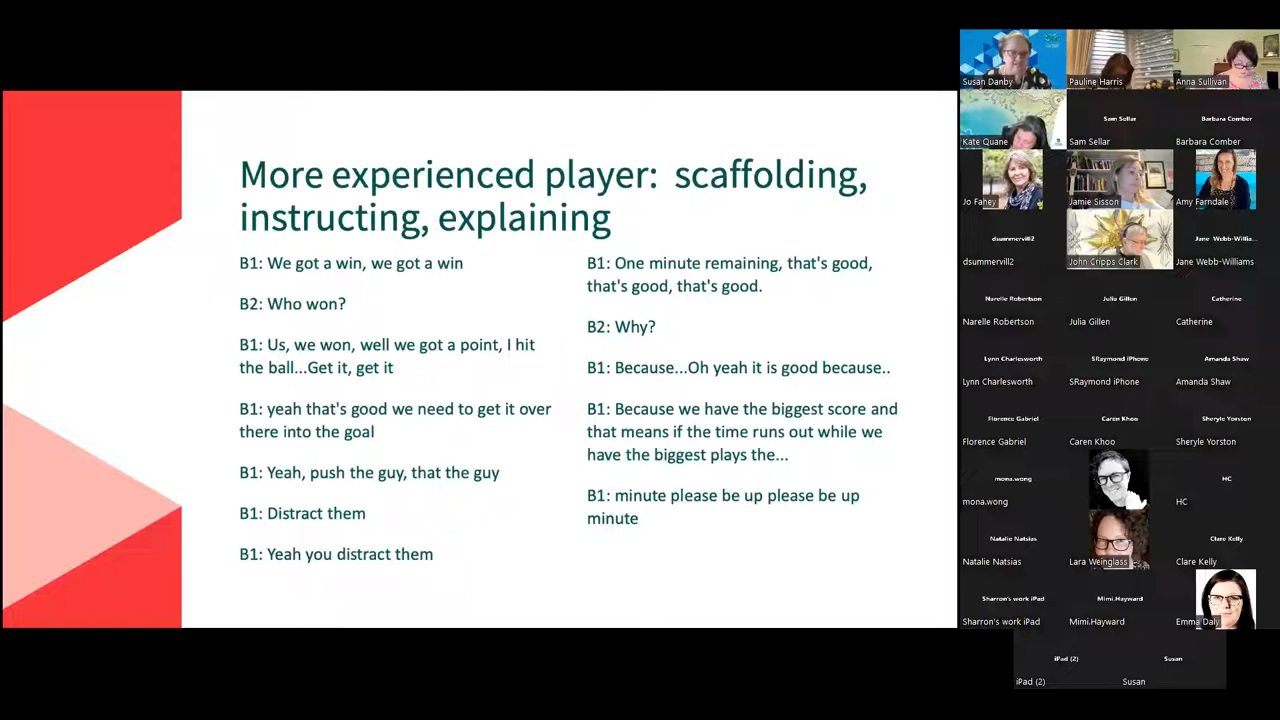 More experienced player: scaffolding,
instructing, explaining
B1: We got a win, we got a win
B2: Who won?
B1: Us, we won, well we got a point, I hit
the ball...Get it, get it
B1: yeah that's good we need to get it over
there into the goal
B1: Yeah, push the guy, that the guy
B1: Distract them
B1: Yeah you distract them
B1: One minute remaining, that's good,
that's good, that's good.
B2: Why?
B1: Because...Oh yeah it is good because..
B1: Because we have the biggest score and
that means if the time runs out while we
have the biggest plays the...
B1: minute please be up please be up
minute
Susan Danby
Pauline Harris
Anna Sullivan
Kate Quane
Sam Sellar
Sam Sellar
Barbara Comber
Barbara Comber
Jo Fahey
Jamie Sisson
Amy Farndale
dsummervill2
dsummervill2
John Cripps Clark
Jane Webb-Willia...
Jane Webb-Williams
Narelle Robertson
Narelle Robertson
Julia Gillen
Julia Gillen
Catherine
Catherine
Lynn Charlesworth
Lynn Charlesworth
SRaymond iPhone
SRaymond iPhone
Amanda Shaw
Amanda Shaw
Florence Gabriel
Florence Gabriel
Caren Khoo
Caren Khoo
Sheryle Yorston
Sheryle Yorston
mona.wong
mona.wong
HC
HC
Natalie Natsias
Natalie Natsias
Lara Weinglass
Clare Kelly
Clare Kelly
Sharron's work iPad
Sharron's work iPad
Mimi.Hayward
Mimi.Hayward
Emma Daly
iPad (2)
iPad (2)
Susan
Susan